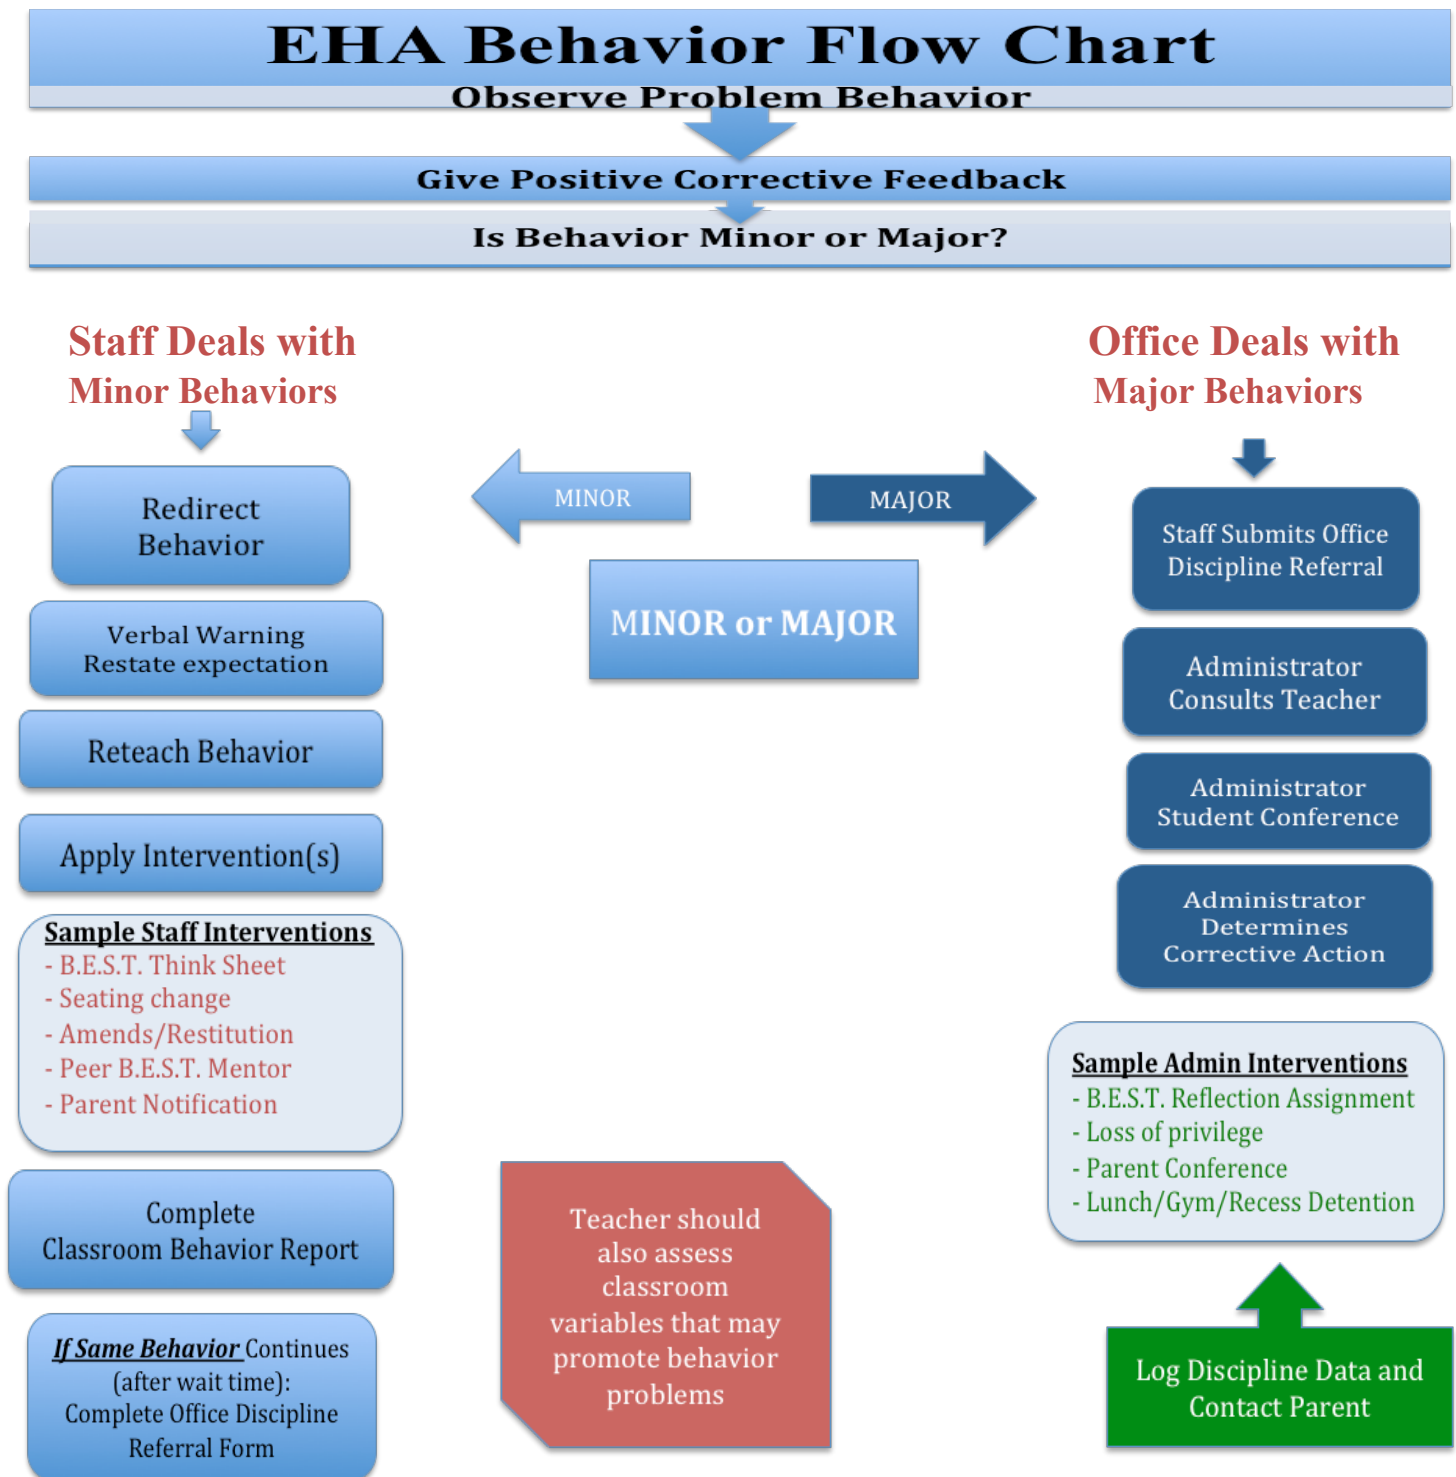 EHA Behavior Flow Chart
Observe Problem Behavior
Give Positive Corrective Feedback
Is Behavior Minor or Major?
Staff Deals with
Minor Behaviors
Redirect
Behavior
Verbal Warning
Restate expectation
Reteach Behavior
Apply Intervention(s)
Sample Staff Interventions
- B.E.S.T. Think Sheet
- Seating change
- Amends/Restitution
- Peer B.E.S.T. Mentor
- Parent Notification
Complete
Classroom Behavior Report
If Same Behavior Continues
(after wait time):
Complete Office Discipline
Referral Form
MINOR
MAJOR
MINOR or MAJOR
Teacher should
also assess
classroom
variables that may
promote behavior
problems
Office Deals with
Major Behaviors
Staff Submits Office
Discipline Referral
Administrator
Consults Teacher
Administrator
Student Conference
Administrator
Determines
Corrective Action
Sample Admin Interventions
- B.E.S.T. Reflection Assignment
- Loss of privilege
- Parent Conference
- Lunch/Gym/Recess Detention
Log Discipline Data and
Contact Parent